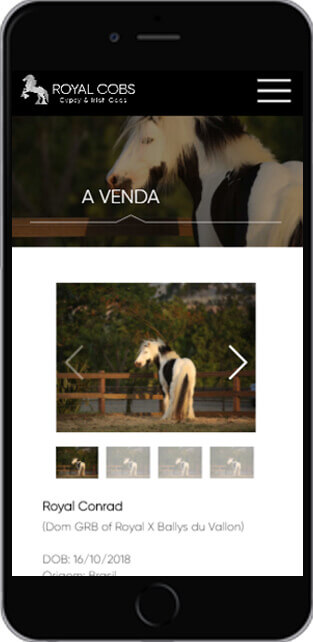 ROYAL COBS
Gypsy & Irish Cobs
A VENDA
Royal Conrad
(Dom GRB of Royal X Ballys du Vallon)
DOB: 16/10/2018
Origem: Brasil